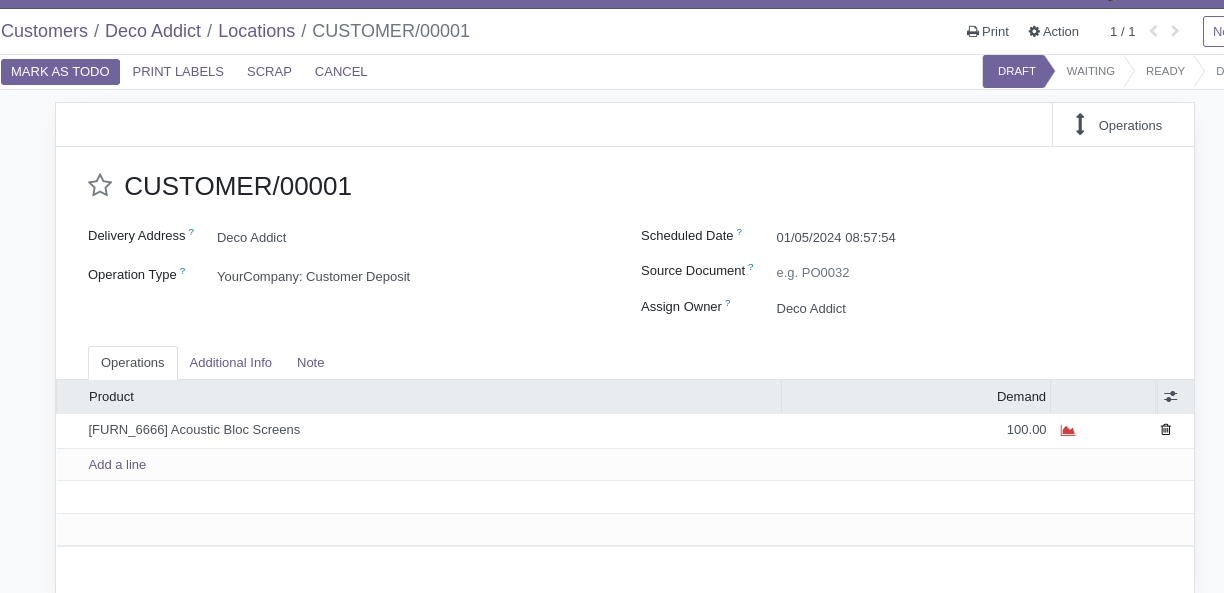 Customers / Deco Addict / Locations / CUSTOMER/00001
Print Action 1 / 1
MARK AS TODO PRINT LABELS SCRAP CANCEL
DRAFT WAITING READY
Operations
CUSTOMER/00001
Delivery Address ? Deco Addict
Scheduled Date ? 01/05/2024 08:57:54
Operation Type ? YourCompany: Customer Deposit
Source Document ? e.g. PO0032
Assign Owner ? Deco Addict
Operations Additional Info Note
Product Demand
[FURN_6666] Acoustic Bloc Screens 100.00
Add a line